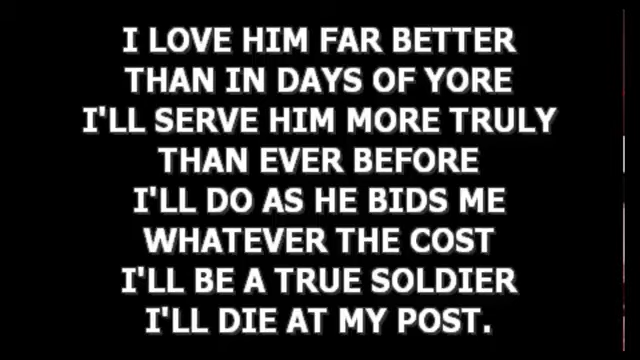 I LOVE HIM FAR BETTER
THAN IN DAYS OF YORE
I'LL SERVE HIM MORE TRULY
THAN EVER BEFORE
I'LL DO AS HE BIDS ME
WHATEVER THE COST
I'LL BE A TRUE SOLDIER
I'LL DIE AT MY POST.